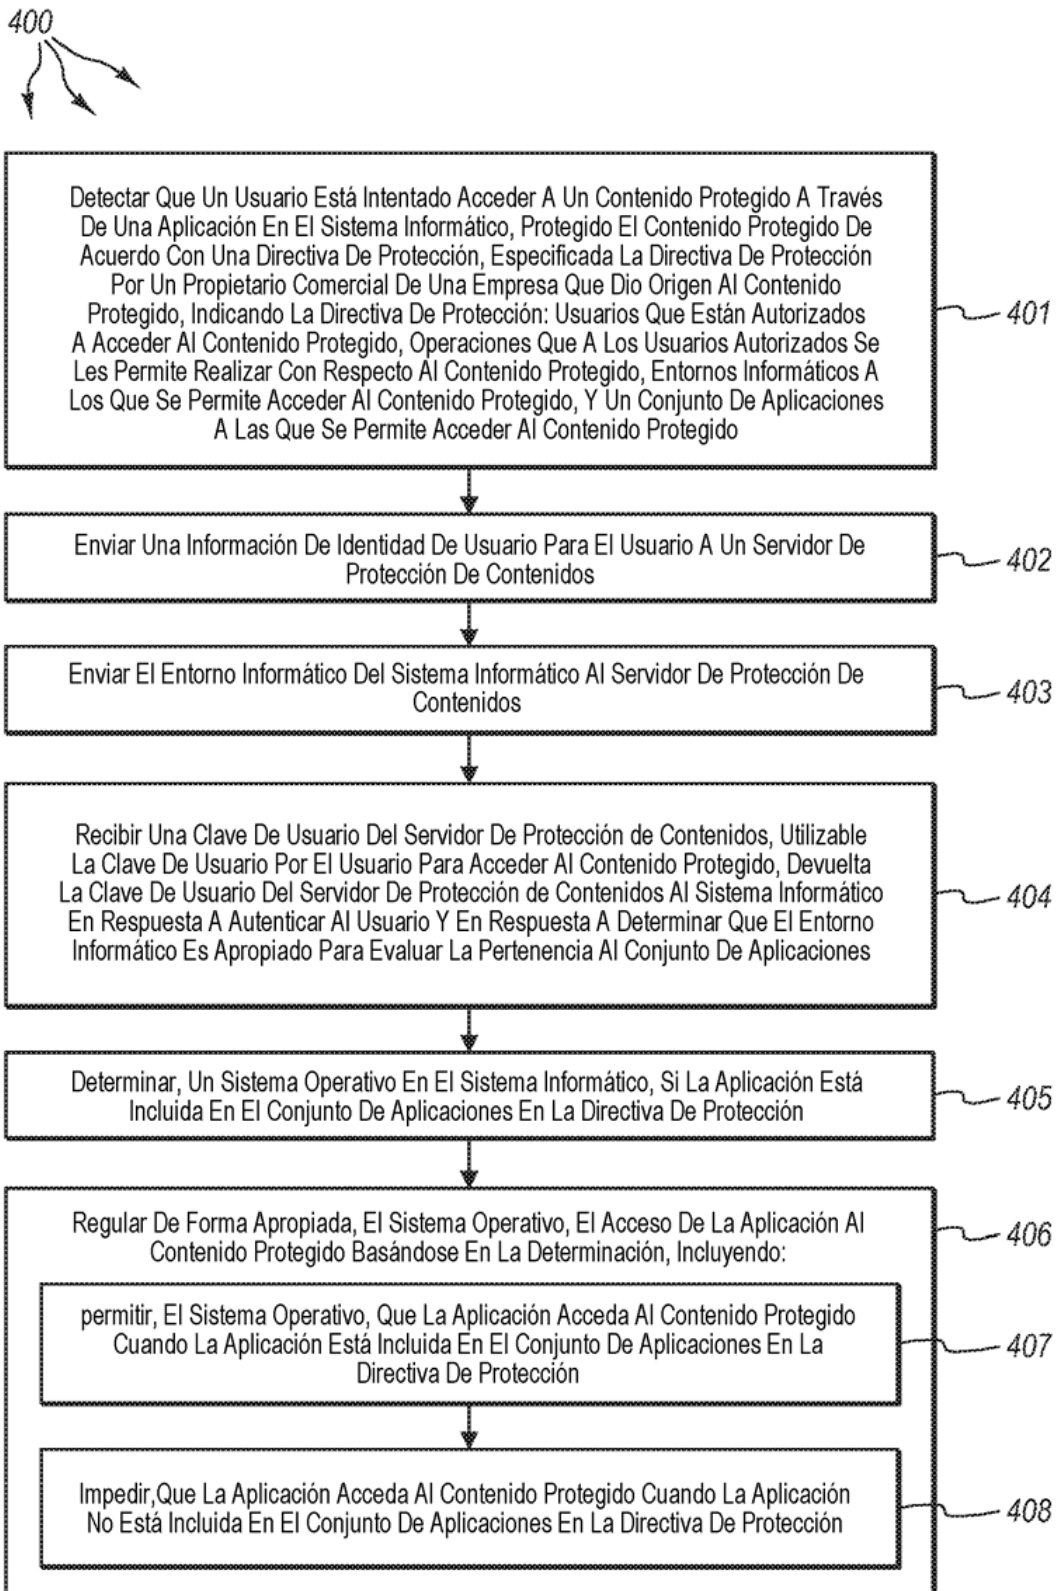 400
Detectar Que Un Usuario Está Intentado Acceder A Un Contenido Protegido A Través
De Una Aplicación En El Sistema Informático, Protegido El Contenido Protegido De
Acuerdo Con Una Directiva De Protección, Especificada La Directiva De Protección
Por Un Propietario Comercial De Una Empresa Que Dio Origen Al Contenido
Protegido, Indicando La Directiva De Protección: Usuarios Que Están Autorizados
A Acceder Al Contenido Protegido, Operaciones Que A Los Usuarios Autorizados Se
Les Permite Realizar Con Respecto Al Contenido Protegido, Entornos Informáticos A
Los Que Se Permite Acceder Al Contenido Protegido, Y Un Conjunto De Aplicaciones
A Las Que Se Permite Acceder Al Contenido Protegido
401
Enviar Una Información De Identidad De Usuario Para El Usuario A Un Servidor De
Protección De Contenidos
402
Enviar El Entorno Informático Del Sistema Informático Al Servidor De Protección De
Contenidos
403
Recibir Una Clave De Usuario Del Servidor De Protección de Contenidos, Utilizable
La Clave De Usuario Por El Usuario Para Acceder Al Contenido Protegido, Devuelta
La Clave De Usuario Del Servidor De Protección de Contenidos Al Sistema Informático
En Respuesta A Autenticar Al Usuario Y En Respuesta A Determinar Que El Entorno
Informático Es Apropiado Para Evaluar La Pertenencia Al Conjunto De Aplicaciones
404
Determinar, Un Sistema Operativo En El Sistema Informático, Si La Aplicación Está
Incluida En El Conjunto De Aplicaciones En La Directiva De Protección
405
Regular De Forma Apropiada, El Sistema Operativo, El Acceso De La Aplicación Al
Contenido Protegido Basándose En La Determinación, Incluyendo:
406
permitir, El Sistema Operativo, Que La Aplicación Acceda Al Contenido Protegido
Cuando La Aplicación Está Incluida En El Conjunto De Aplicaciones En La
Directiva De Protección
407
Impedir,Que La Aplicación Acceda Al Contenido Protegido Cuando La Aplicación
No Está Incluida En El Conjunto De Aplicaciones En La Directiva De Protección
408